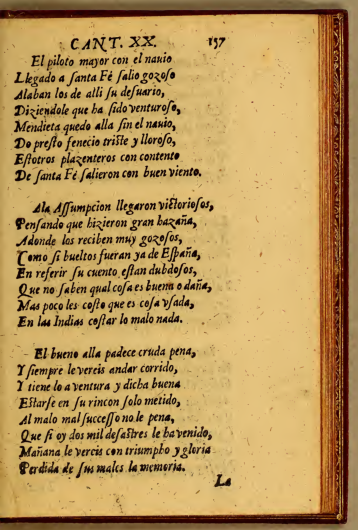 CANT. XX. 157
El piloto mayor con el nauio
Llegado a ſanta Fé ſalio gozoſo
Alaban los de alli ſu deſuario,
Diziendole que ha ſido venturoſo,
Mendieta quedo alla ſin el nauio,
Do preſto fenecio triſte y lloroſo,
Eſtotros plazenteros con contento
De ſanta Fé ſalieron con buen viento.
Ala Aſſumpcion llegaron victorioſos,
Penſando que hizieron gran hazaña,
Adonde los reciben muy gozoſos,
Como ſi bueltos fueran ya de Eſpaña,
En referir ſu cuento eſtan dubdoſos,
Que no ſaben qual coſa es buena o daña,
Mas poco les coſto que es coſa vſada,
En las Indias coſtar lo malo nada.
El bueno alla padece cruda pena,
Y ſiempre le vereis andar corrido,
Y tiene lo a ventura y dicha buena
Eſtarſe en ſu rincon ſolo metido,
Al malo mal ſucceſſo no le pena,
Que ſi oy dos mil deſaſtres le ha venido,
Mañana le vereis con triumpho y gloria
Perdida de ſus males la memoria.
La